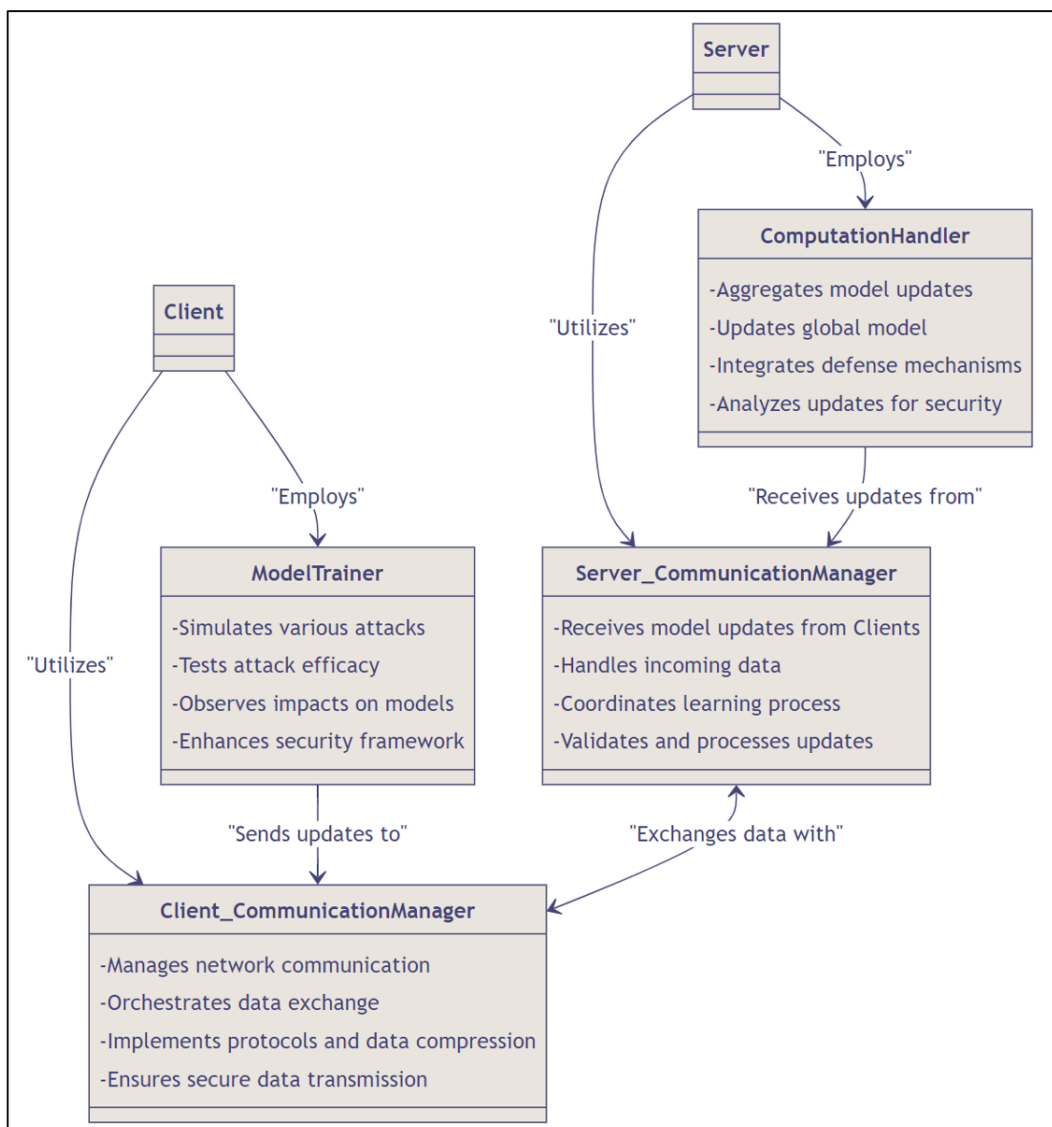 Server
"Employs"
ComputationHandler
-Aggregates model updates
-Updates global model
-Integrates defense mechanisms
-Analyzes updates for security
Client
"Utilizes"
"Employs"
"Receives updates from"
ModelTrainer
-Simulates various attacks
-Tests attack efficacy
-Observes impacts on models
-Enhances security framework
Server_CommunicationManager
-Receives model updates from Clients
-Handles incoming data
-Coordinates learning process
-Validates and processes updates
"Utilizes"
"Sends updates to"
"Exchanges data with"
Client_CommunicationManager
-Manages network communication
-Orchestrates data exchange
-Implements protocols and data compression
-Ensures secure data transmission